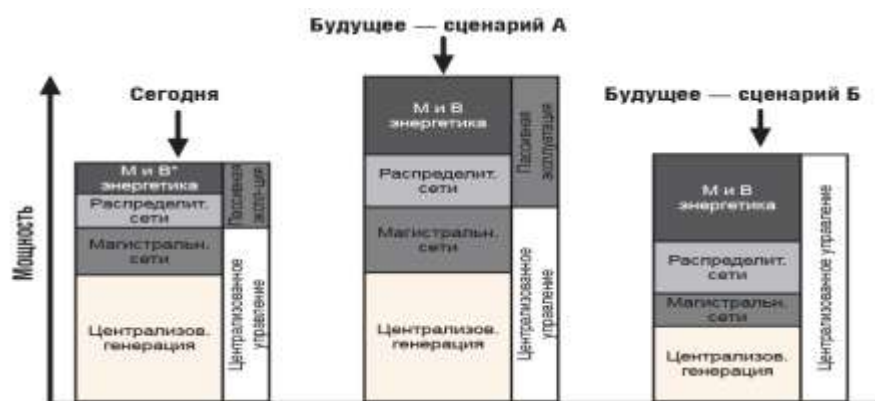 Будущее — сценарий А
Сегодня
Будущее — сценарий Б
Мощность
М и В*
энергетика
Распределит.
сети
Магистральн.
сети
Централизов.
генерация
Пассивная
экспл-ция
Централизованное
управление
М и В
энергетика
Распределит.
сети
Магистральн.
сети
Централизов.
генерация
Пассивная
эксплуатация
Централизованное
управление
М и В
энергетика
Распределит.
сети
Магистральн.
сети
Централизов.
генерация
Централизованное управление